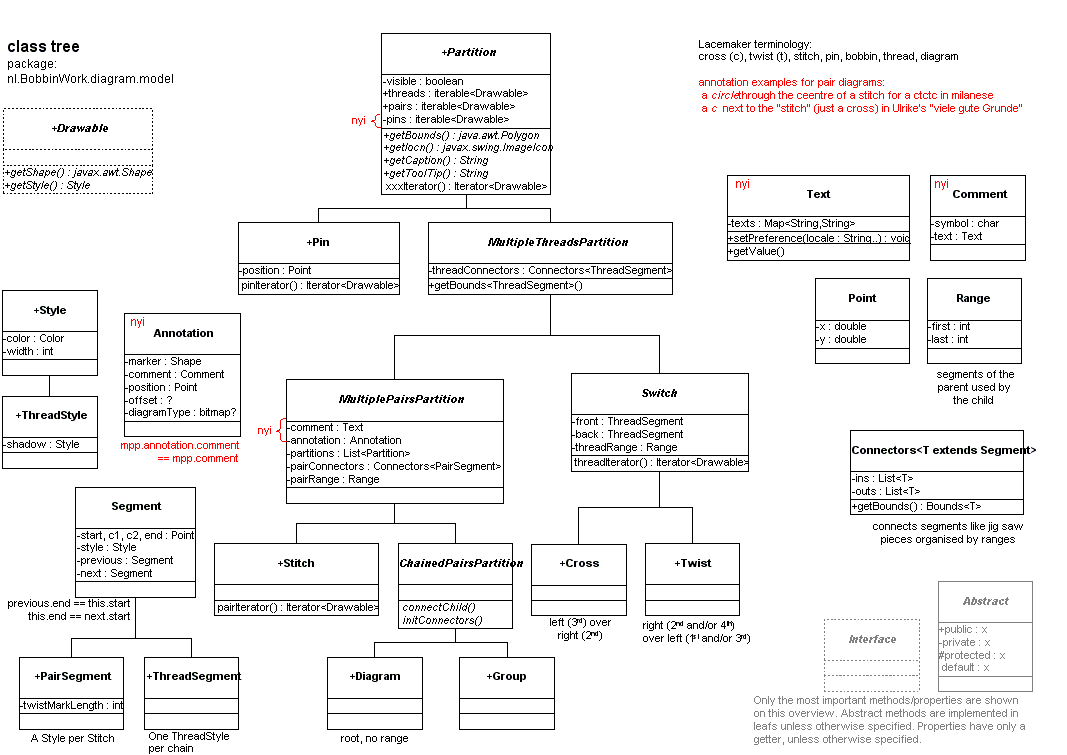 class tree
package:
nl.BobbinWork.diagram.model
+Drawable
+getShape() : javax.awt.Shape
+getStyle() : Style
+Partition
-visible : boolean
+threads : iterable<Drawable>
+pairs : iterable<Drawable>
nyi
-pins : iterable<Drawable>
+getBounds() : java.awt.Polygon
+getIocn() : javax.swing.ImageIcon
+getCaption() : String
+getToolTip() : String
xxxIterator() : Iterator<Drawable>
Lacemaker terminology:
cross (c), twist (t), stitch, pin, bobbin, thread, diagram
annotation examples for pair diagrams:
a circlethrough the ceentre of a stitch for a ctctc in milanese
a c next to the "stitch" (just a cross) in Ulrike's "viele gute Grunde"
+Pin
-position : Point
pinIterator() : Iterator<Drawable>
MultipleThreadsPartition
-threadConnectors : Connectors<ThreadSegment>
+getBounds<ThreadSegment>()
nyi
Text
-texts : Map<String,String>
+setPreference(locale : String..) : void
+getValue()
nyi
Comment
-symbol : char
-text : Text
Point
-x : double
-y : double
Range
-first : int
-last : int
segments of the
parent used by
the child
+Style
-color : Color
-width : int
+ThreadStyle
-shadow : Style
nyi
Annotation
-marker : Shape
-comment : Comment
-position : Point
-offset : ?
-diagramType : bitmap?
mpp.annotation.comment
== mpp.comment
MultiplePairsPartition
nyi
-comment : Text
-annotation : Annotation
-partitions : List<Partition>
-pairConnectors : Connectors<PairSegment>
-pairRange : Range
Switch
-front : ThreadSegment
-back : ThreadSegment
-threadRange : Range
threadIterator() : Iterator<Drawable>
Connectors<T extends Segment>
-ins : List<T>
-outs : List<T>
+getBounds() : Bounds<T>
connects segments like jig saw
pieces organised by ranges
Segment
-start, c1, c2, end : Point
-style : Style
-previous : Segment
-next : Segment
previous.end == this.start
this.end == next.start
+Stitch
pairIterator() : Iterator<Drawable>
ChainedPairsPartition
connectChild()
initConnectors()
+Cross
left (3rd) over
right (2nd)
+Twist
right (2nd and/or 4th)
over left (1st and/or 3rd)
+PairSegment
-twistMarkLength : int
A Style per Stitch
+ThreadSegment
One ThreadStyle
per chain
+Diagram
root, no range
+Group
Interface
Abstract
+public : x
-private : x
#protected : x
default : x
Only the most important methods/properties are shown
on this overview. Abstract methods are implemented in
leafs unless otherwise specified. Properties have only a
getter, unless otherwise specified.